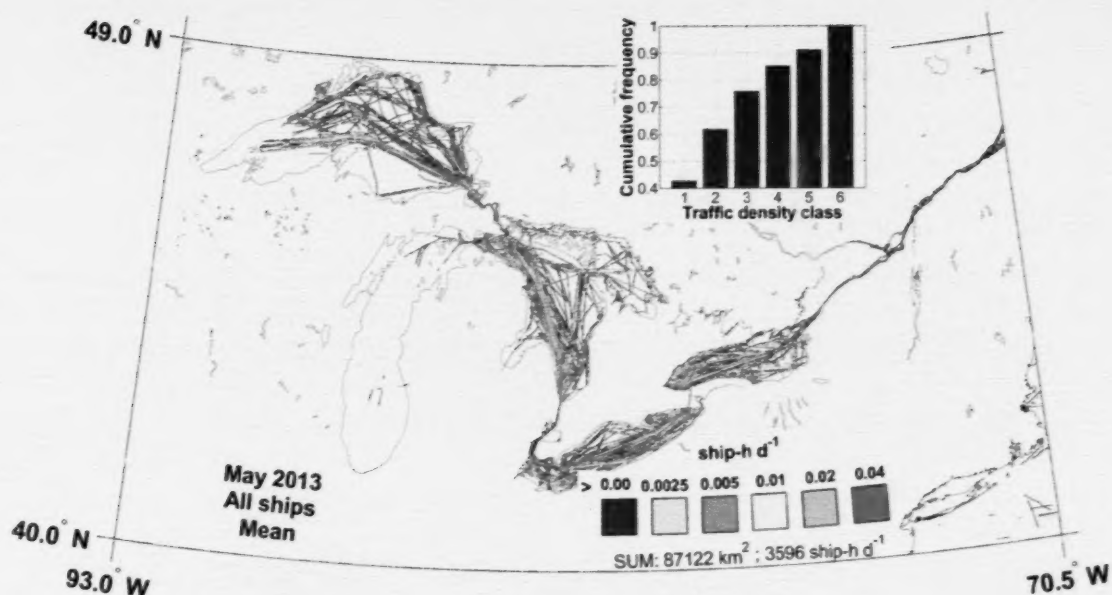 49.0° N
Cumulative frequency
1
0.9
0.8
0.7
0.6
0.5
0.4
1 2 3 4 5 6
Traffic density class
May 2013
All ships
Mean
ship-h d⁻¹
> 0.00 0.0025 0.005 0.01 0.02 0.04
SUM: 87122 km² ; 3596 ship-h d⁻¹
40.0° N
93.0° W
70.5° W